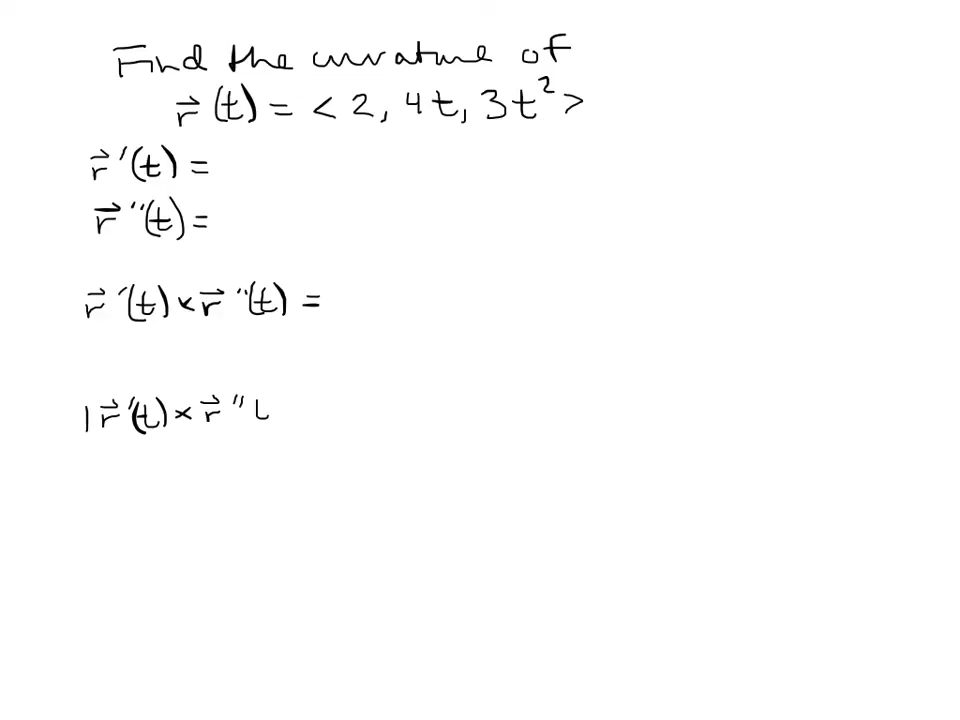 Find the curvature of
r⃗(t) = < 2, 4t, 3t² >
r⃗ '(t) =
r⃗ "(t) =
r⃗ '(t) × r⃗ "(t) =
| r⃗ '(t) × r⃗ "